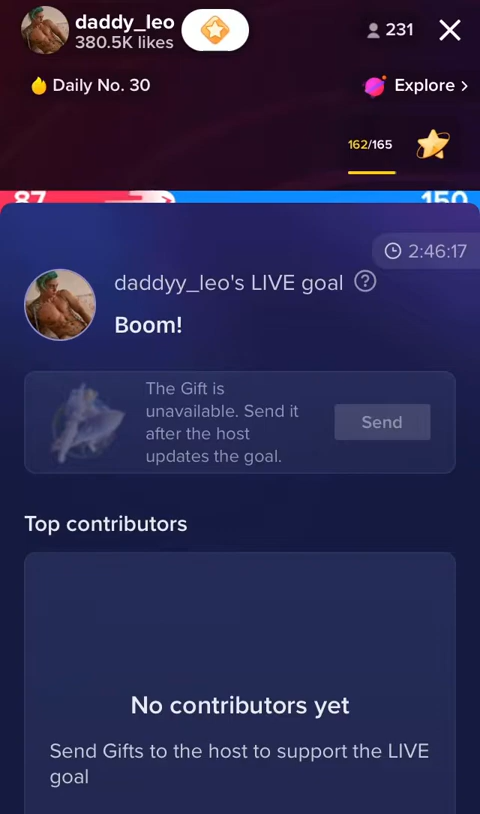 daddy_leo
380.5K likes
231
Daily No. 30
Explore >
162/165
87
150
2:46:17
daddyy_leo's LIVE goal ?
Boom!
The Gift is
unavailable. Send it
after the host
updates the goal.
Send
Top contributors
No contributors yet
Send Gifts to the host to support the LIVE
goal